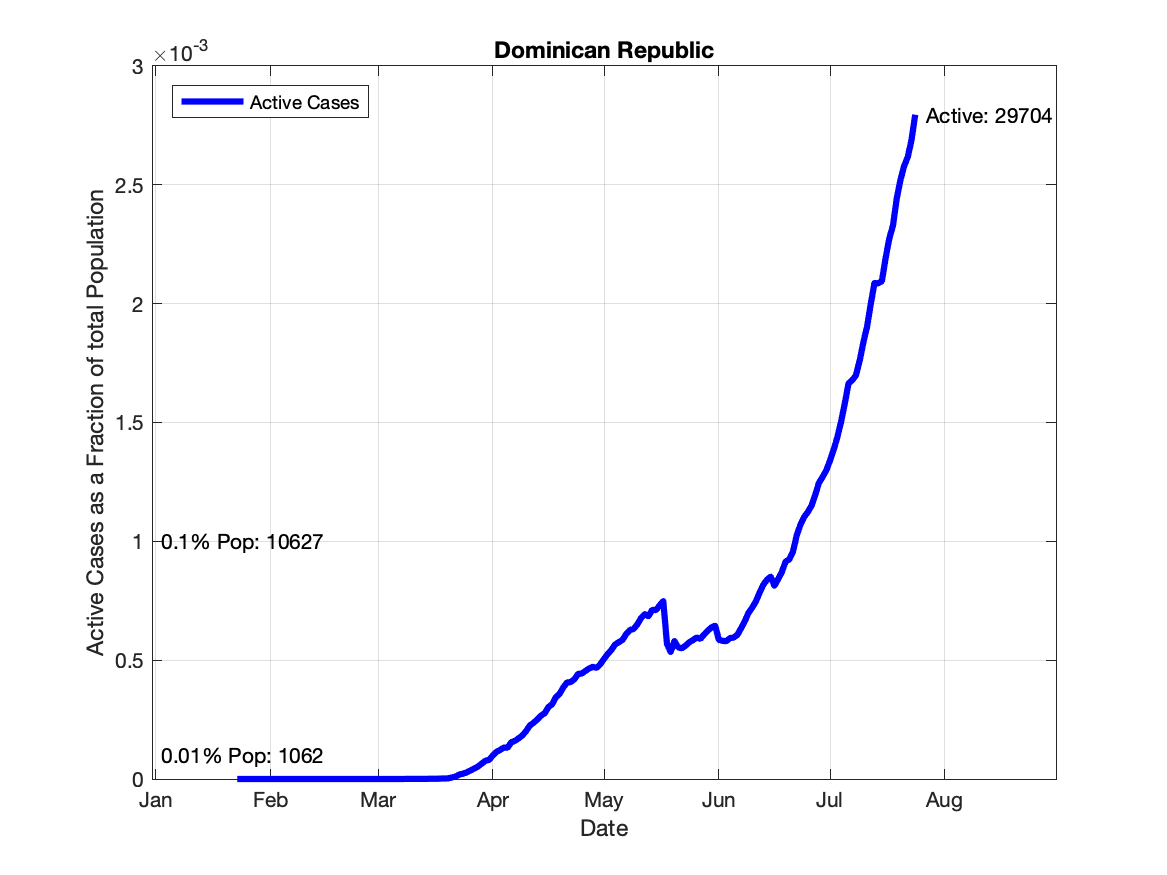 Dominican Republic
×10-3
3
2.5
2
1.5
1
0.5
0
Active Cases as a Fraction of total Population
Active Cases
Active: 29704
0.1% Pop: 10627
0.01% Pop: 1062
Jan Feb Mar Apr May Jun Jul Aug
Date